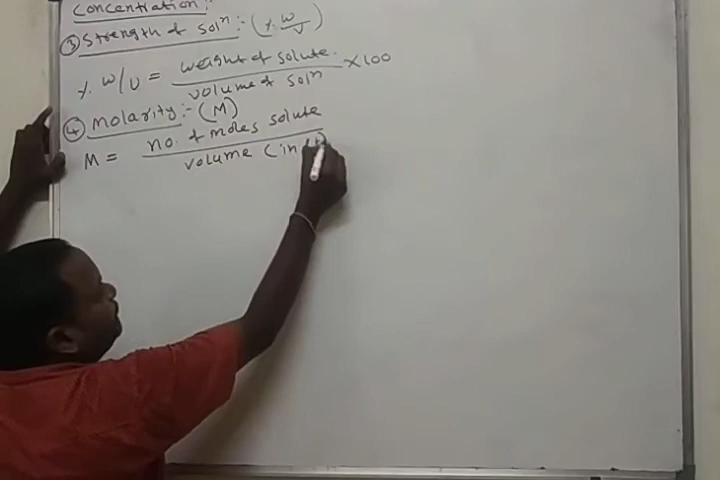 Concentration:
③ Strength of solⁿ :- (% w/v)
% w/v = weight of solute / volume of solⁿ × 100
④ Molarity :- (M)
M = no. of moles solute / volume (in